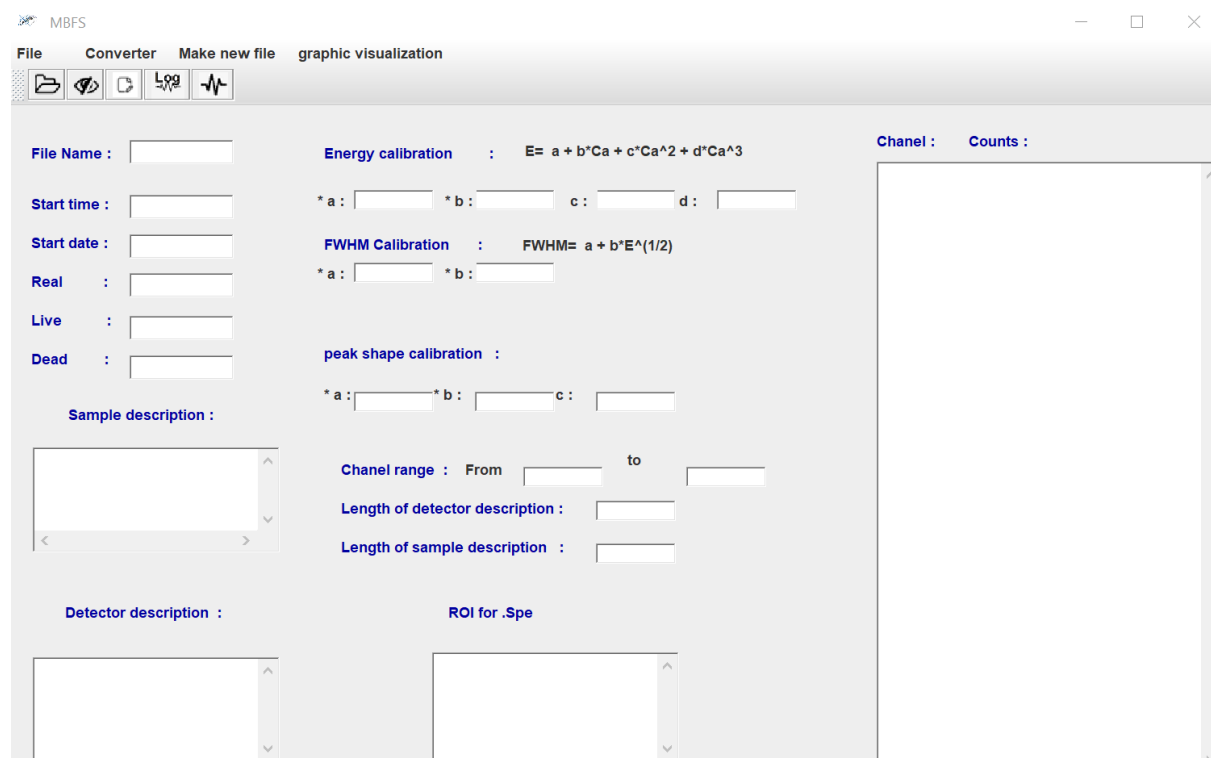 MBFS
File Converter Make new file graphic visualization
Log
File Name :
Start time :
Start date :
Real :
Live :
Dead :
Sample description :
Detector description :
Energy calibration : E= a + b*Ca + c*Ca^2 + d*Ca^3
* a : * b : c : d :
FWHM Calibration : FWHM= a + b*E^(1/2)
* a : * b :
peak shape calibration :
* a : * b : c :
Chanel range : From to
Length of detector description :
Length of sample description :
ROI for .Spe
Chanel : Counts :